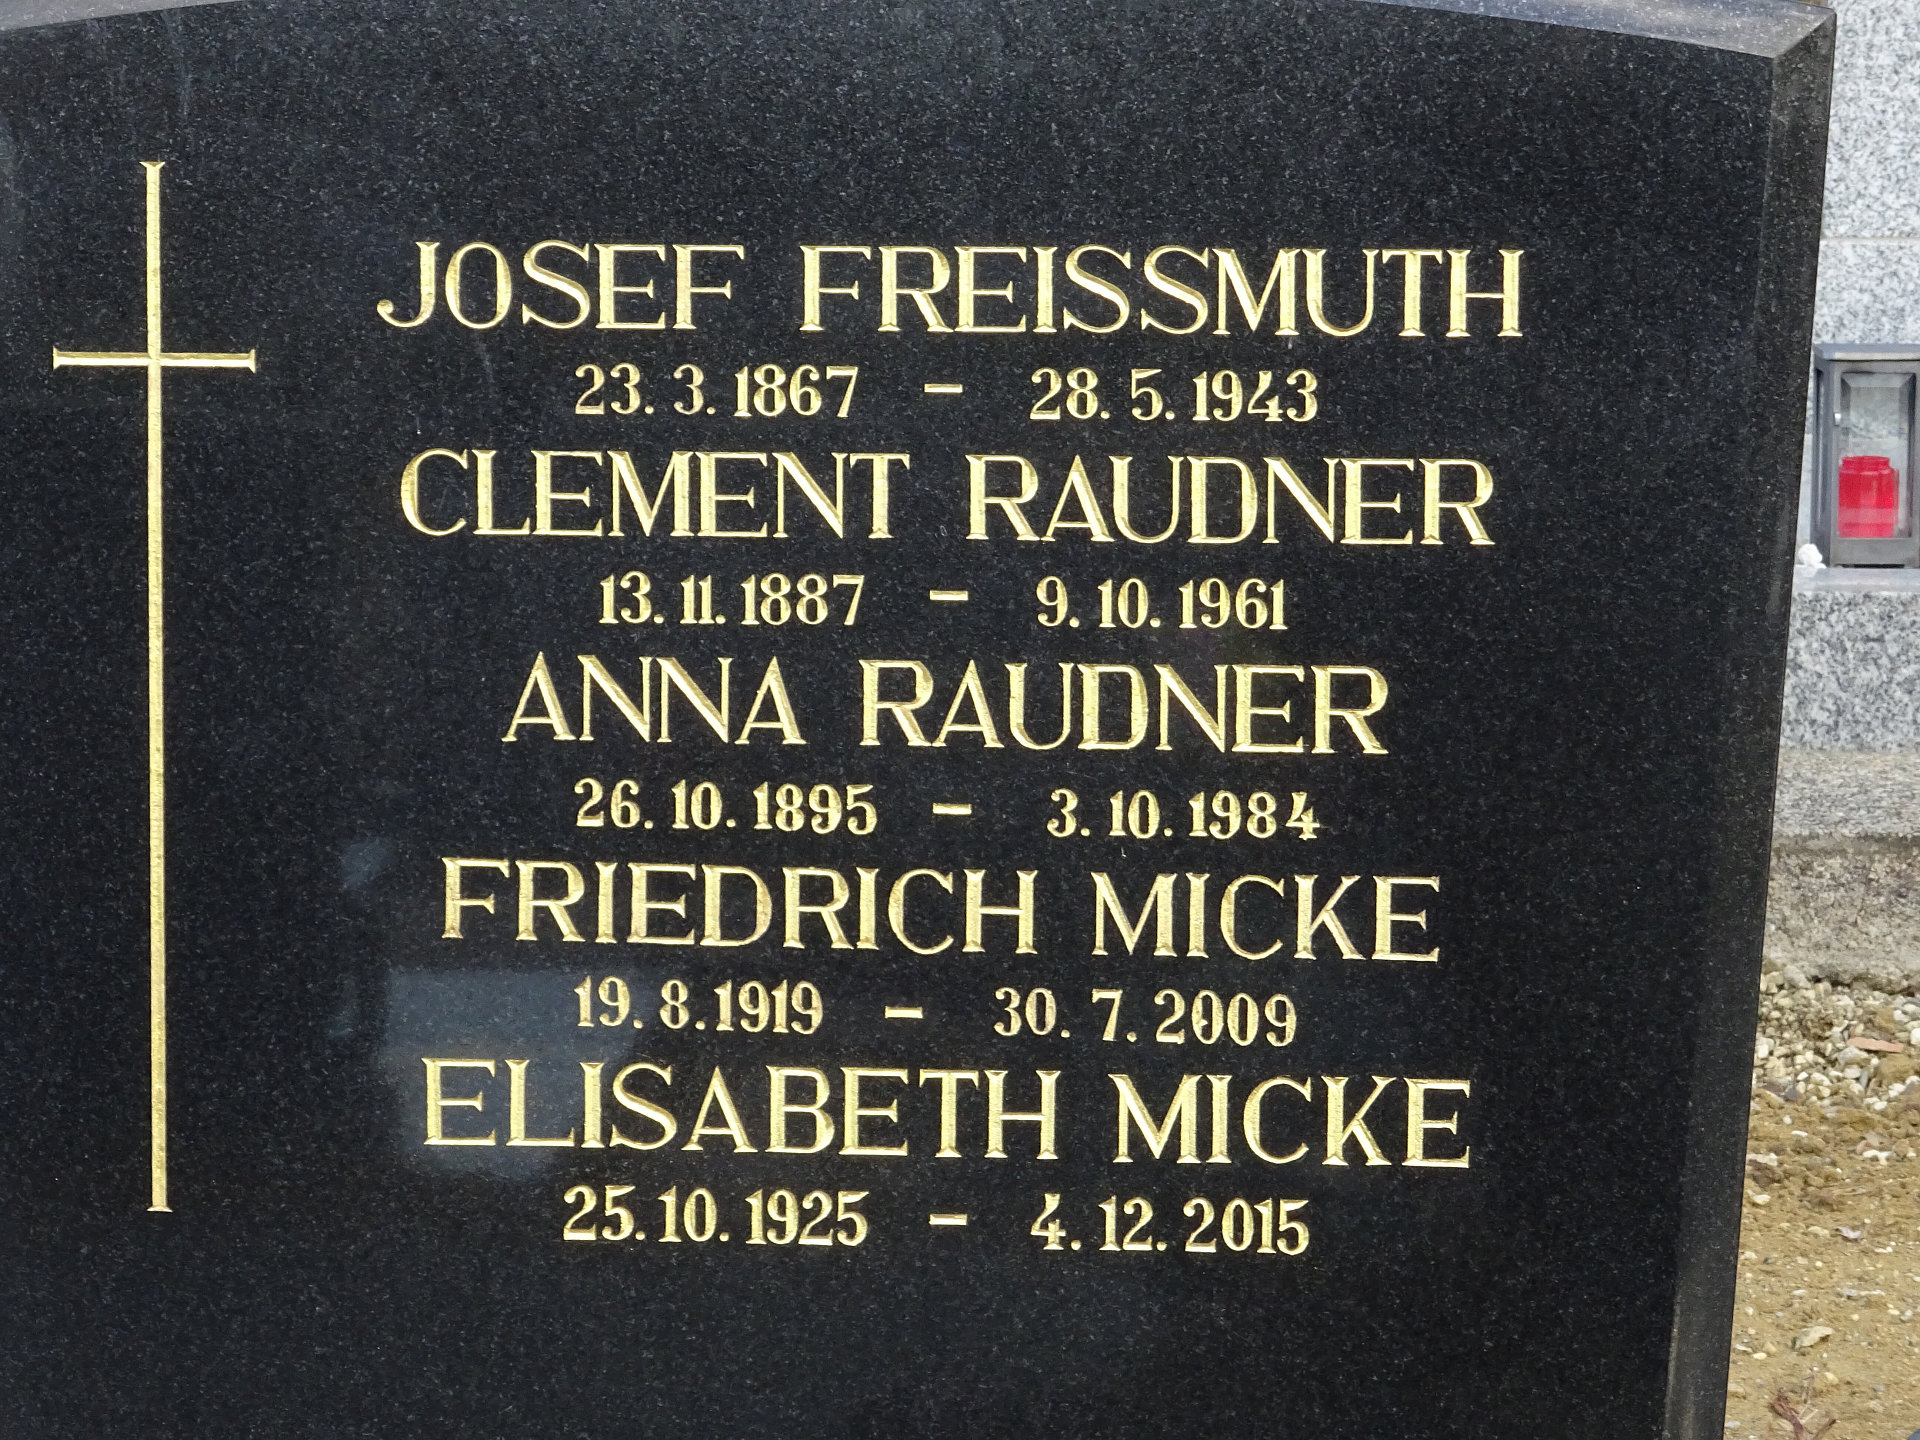 JOSEF FREISSMUTH
23. 3. 1867 – 28. 5. 1943
CLEMENT RAUDNER
13. 11. 1887 – 9. 10. 1961
ANNA RAUDNER
26. 10. 1895 – 3. 10. 1984
FRIEDRICH MICKE
19. 8. 1919 – 30. 7. 2009
ELISABETH MICKE
25. 10. 1925 – 4. 12. 2015